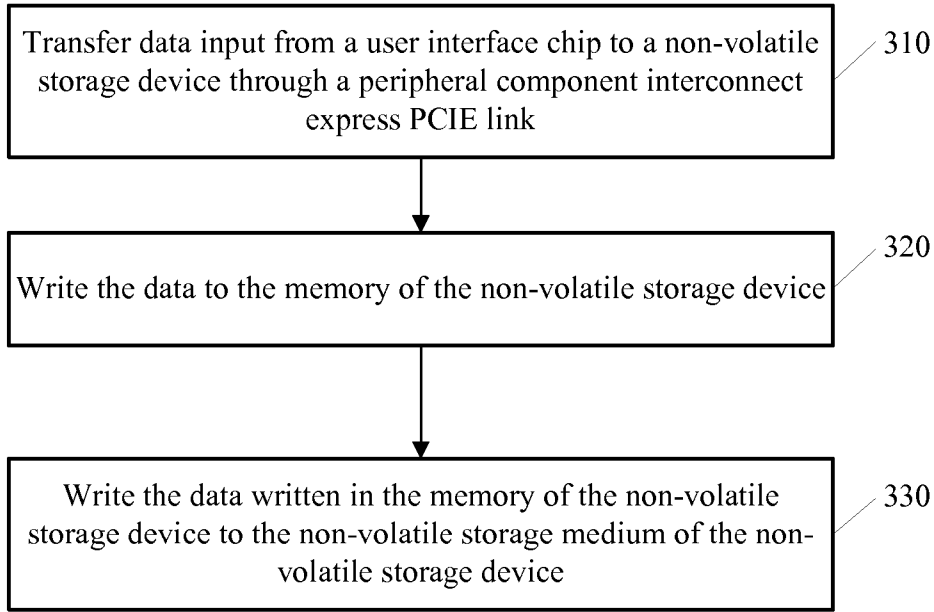 Transfer data input from a user interface chip to a non-volatile
storage device through a peripheral component interconnect
express PCIE link
310
Write the data to the memory of the non-volatile storage device
320
Write the data written in the memory of the non-volatile
storage device to the non-volatile storage medium of the non-
volatile storage device
330